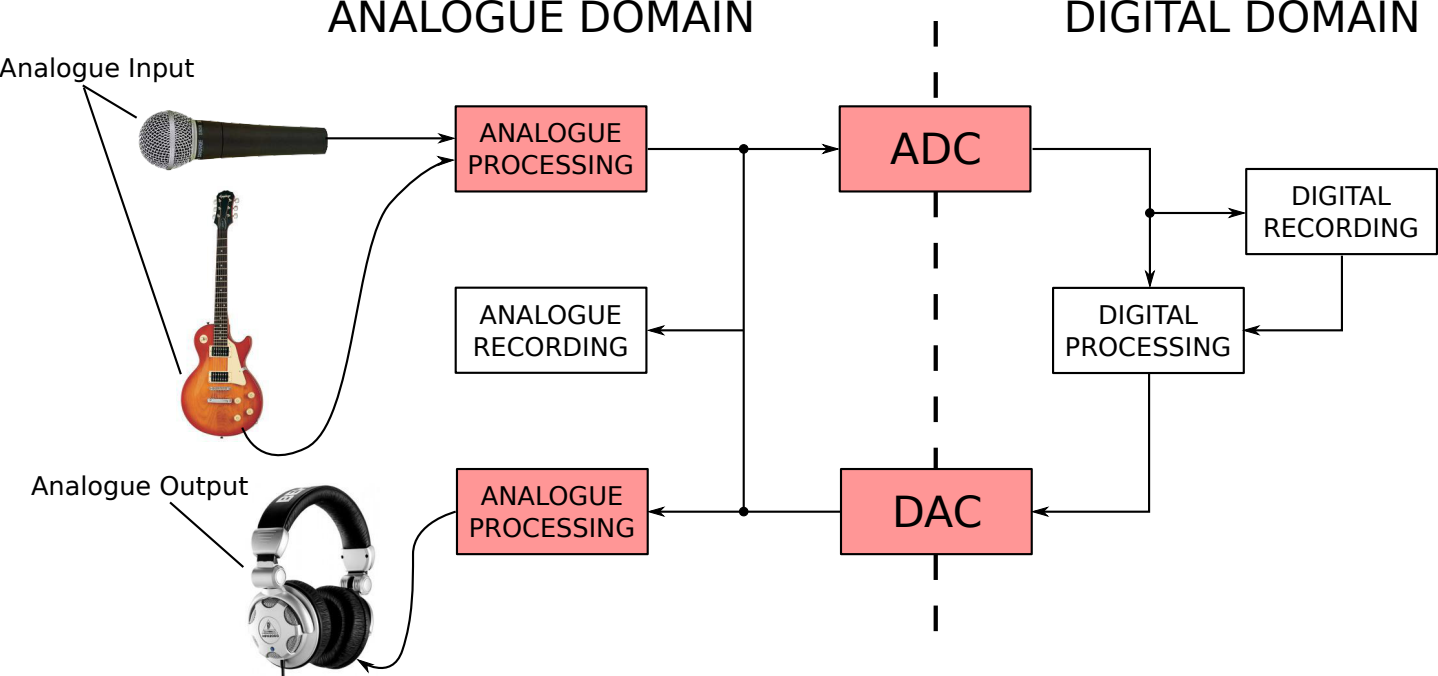 ANALOGUE DOMAIN
DIGITAL DOMAIN
Analogue Input
ANALOGUE
PROCESSING
ADC
DIGITAL
RECORDING
ANALOGUE
RECORDING
DIGITAL
PROCESSING
Analogue Output
ANALOGUE
PROCESSING
DAC